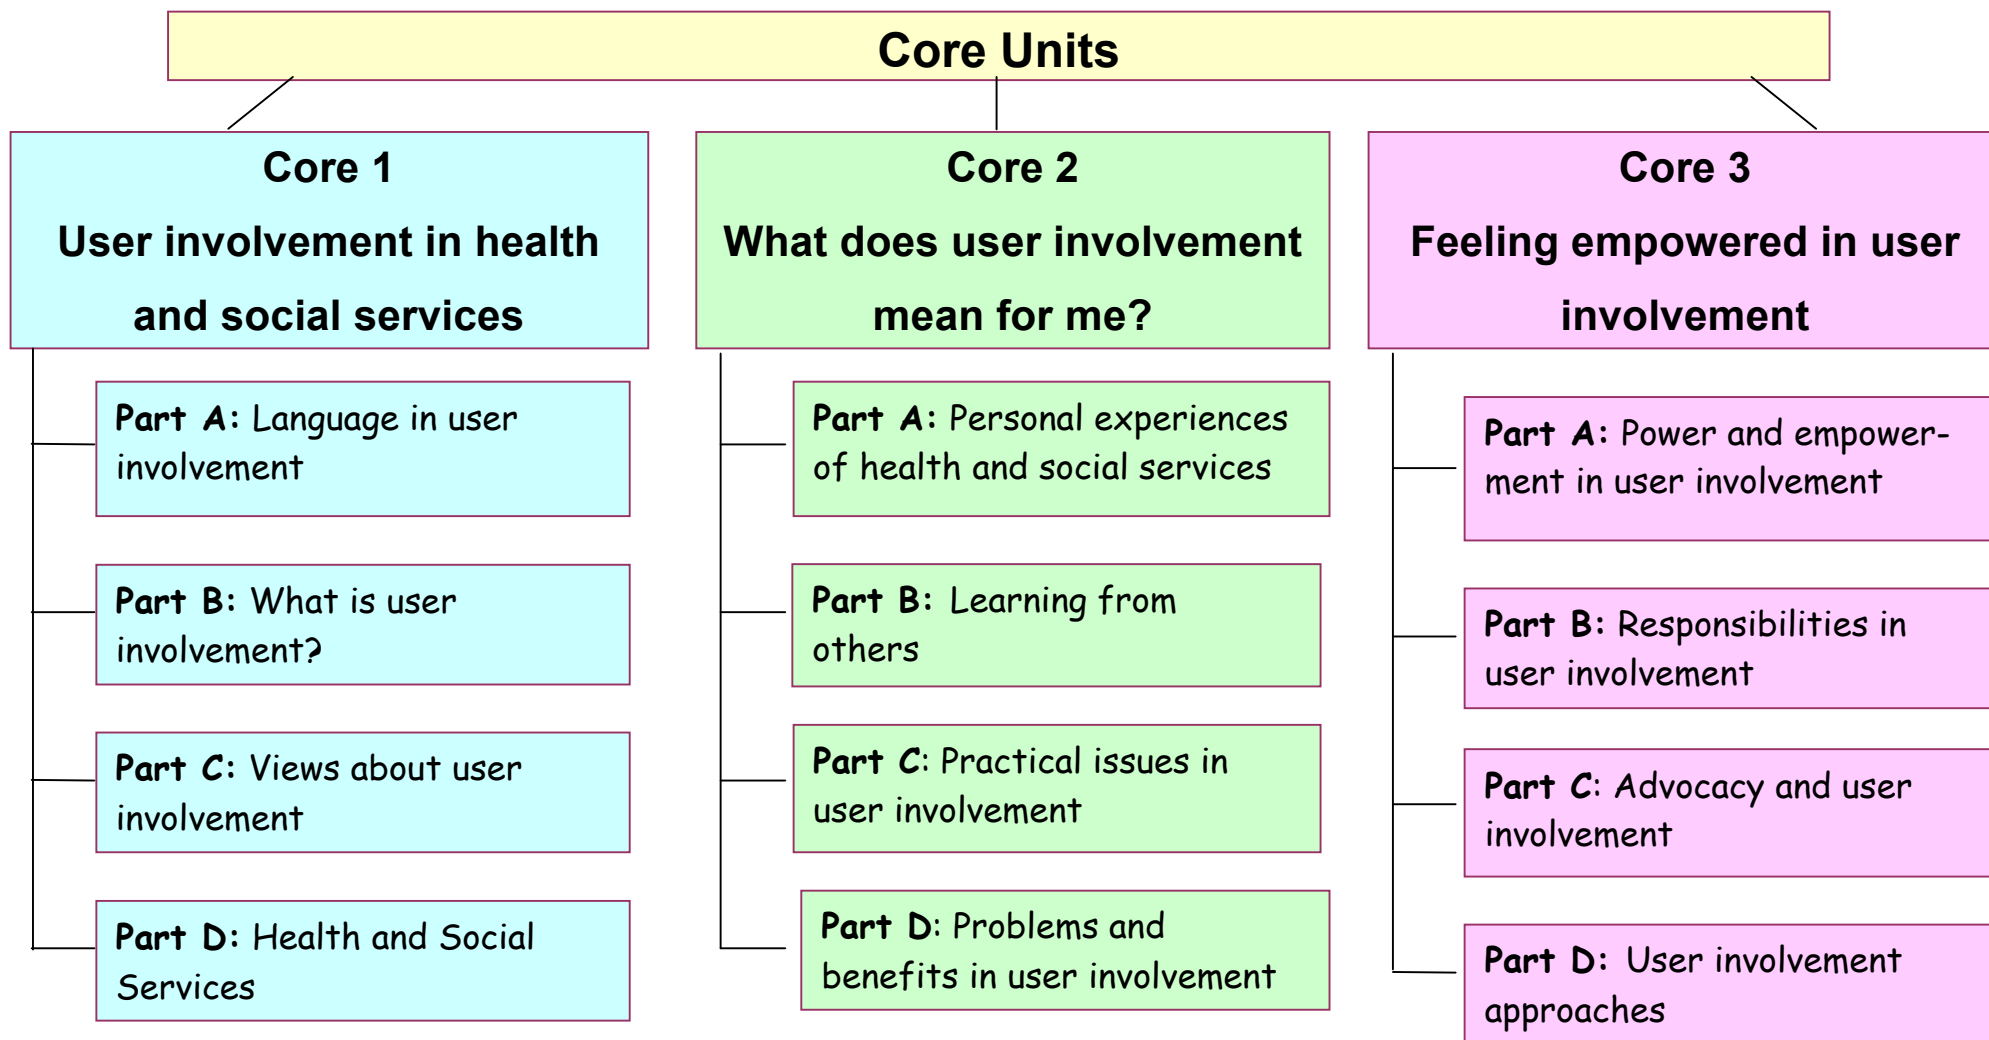 Core Units
Core 1
User involvement in health
and social services
Part A: Language in user
involvement
Part B: What is user
involvement?
Part C: Views about user
involvement
Part D: Health and Social
Services
Core 2
What does user involvement
mean for me?
Part A: Personal experiences
of health and social services
Part B: Learning from
others
Part C: Practical issues in
user involvement
Part D: Problems and
benefits in user involvement
Core 3
Feeling empowered in user
involvement
Part A: Power and empower-
ment in user involvement
Part B: Responsibilities in
user involvement
Part C: Advocacy and user
involvement
Part D: User involvement
approaches